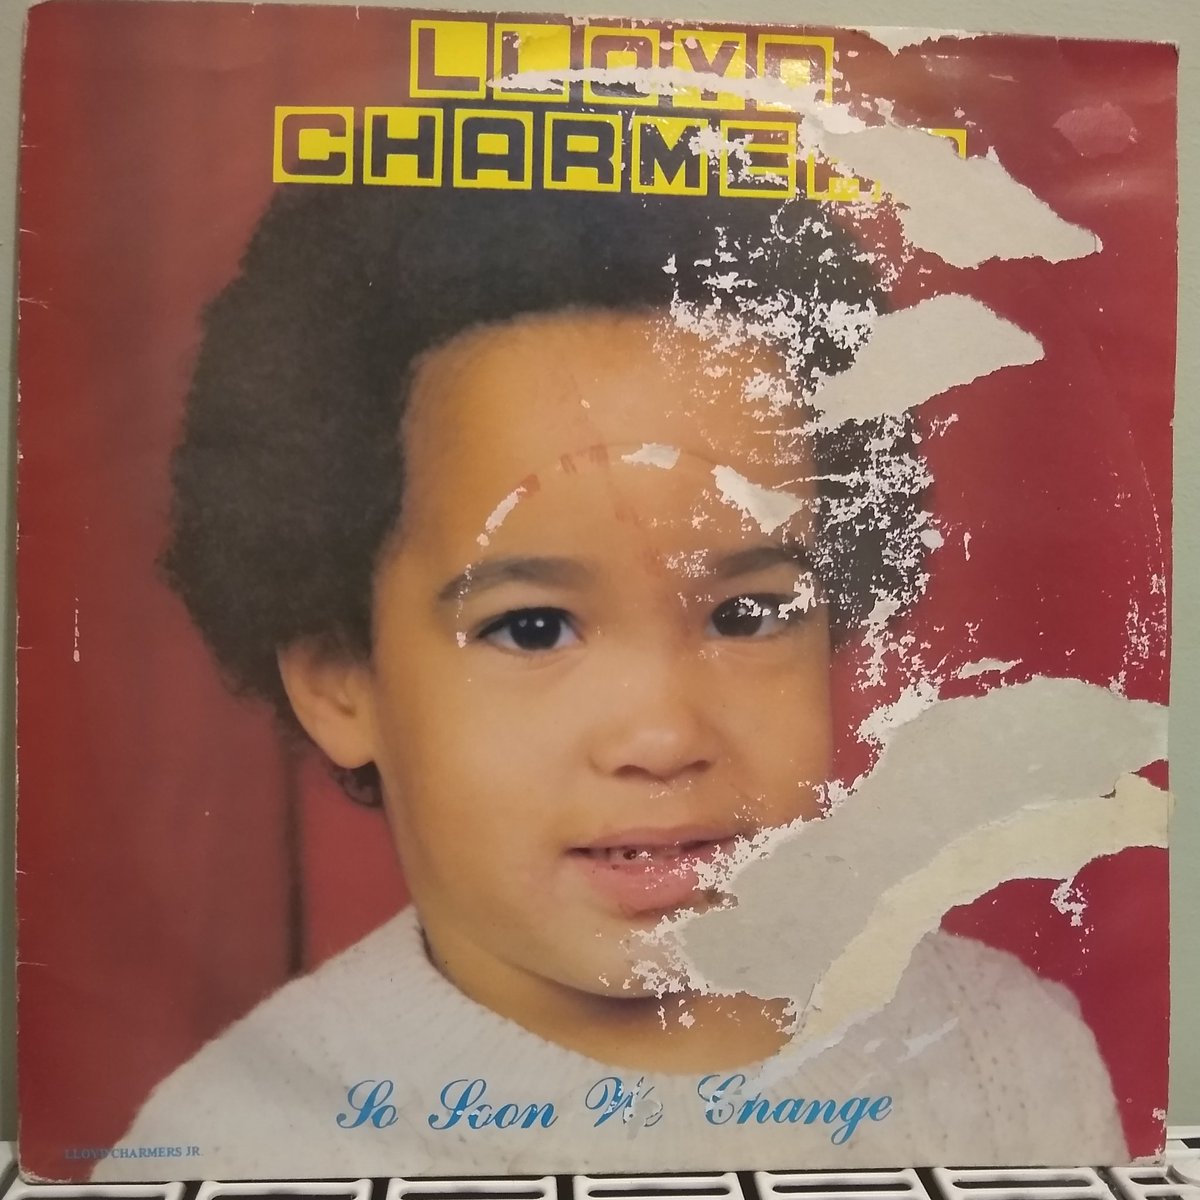 LLOYD
CHARMERS
So Soon We Change
LLOYD CHARMERS JR.